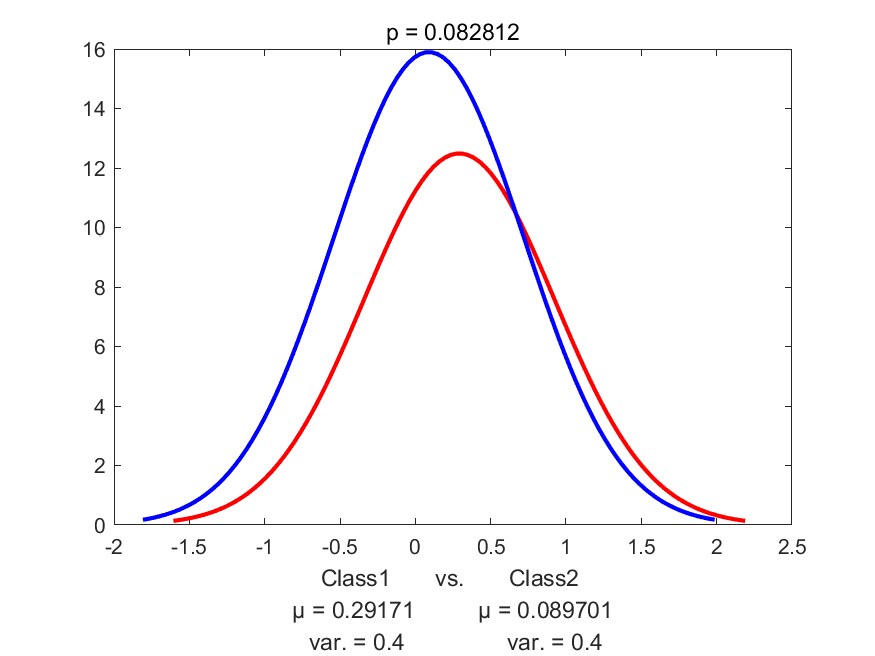 p = 0.082812
16
14
12
10
8
6
4
2
0
-2 -1.5 -1 -0.5 0 0.5 1 1.5 2 2.5
Class1 vs. Class2
μ = 0.29171 μ = 0.089701
var. = 0.4 var. = 0.4